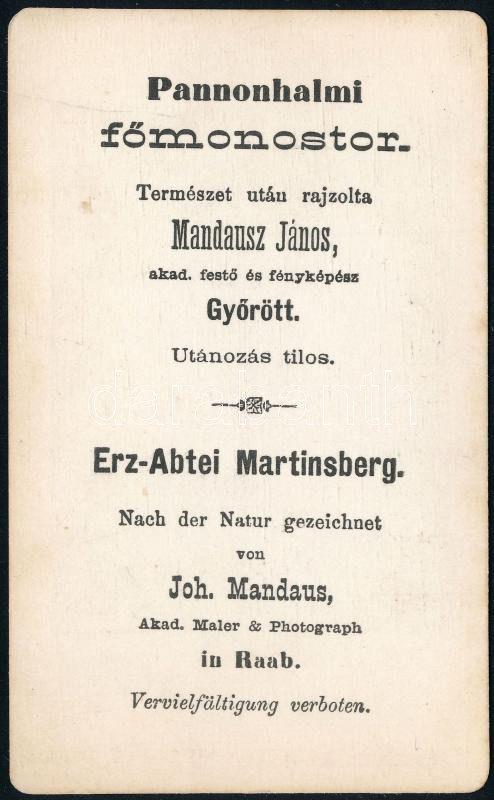 Pannonhalmi
főmonostor.
Természet után rajzolta
Mandausz János,
akad. festő és fényképész
Győrött.
Utánozás tilos.
darabanth
Erz-Abtei Martinsberg.
Nach der Natur gezeichnet
von
Joh. Mandaus,
Akad. Maler & Photograph
in Raab.
Vervielfältigung verboten.